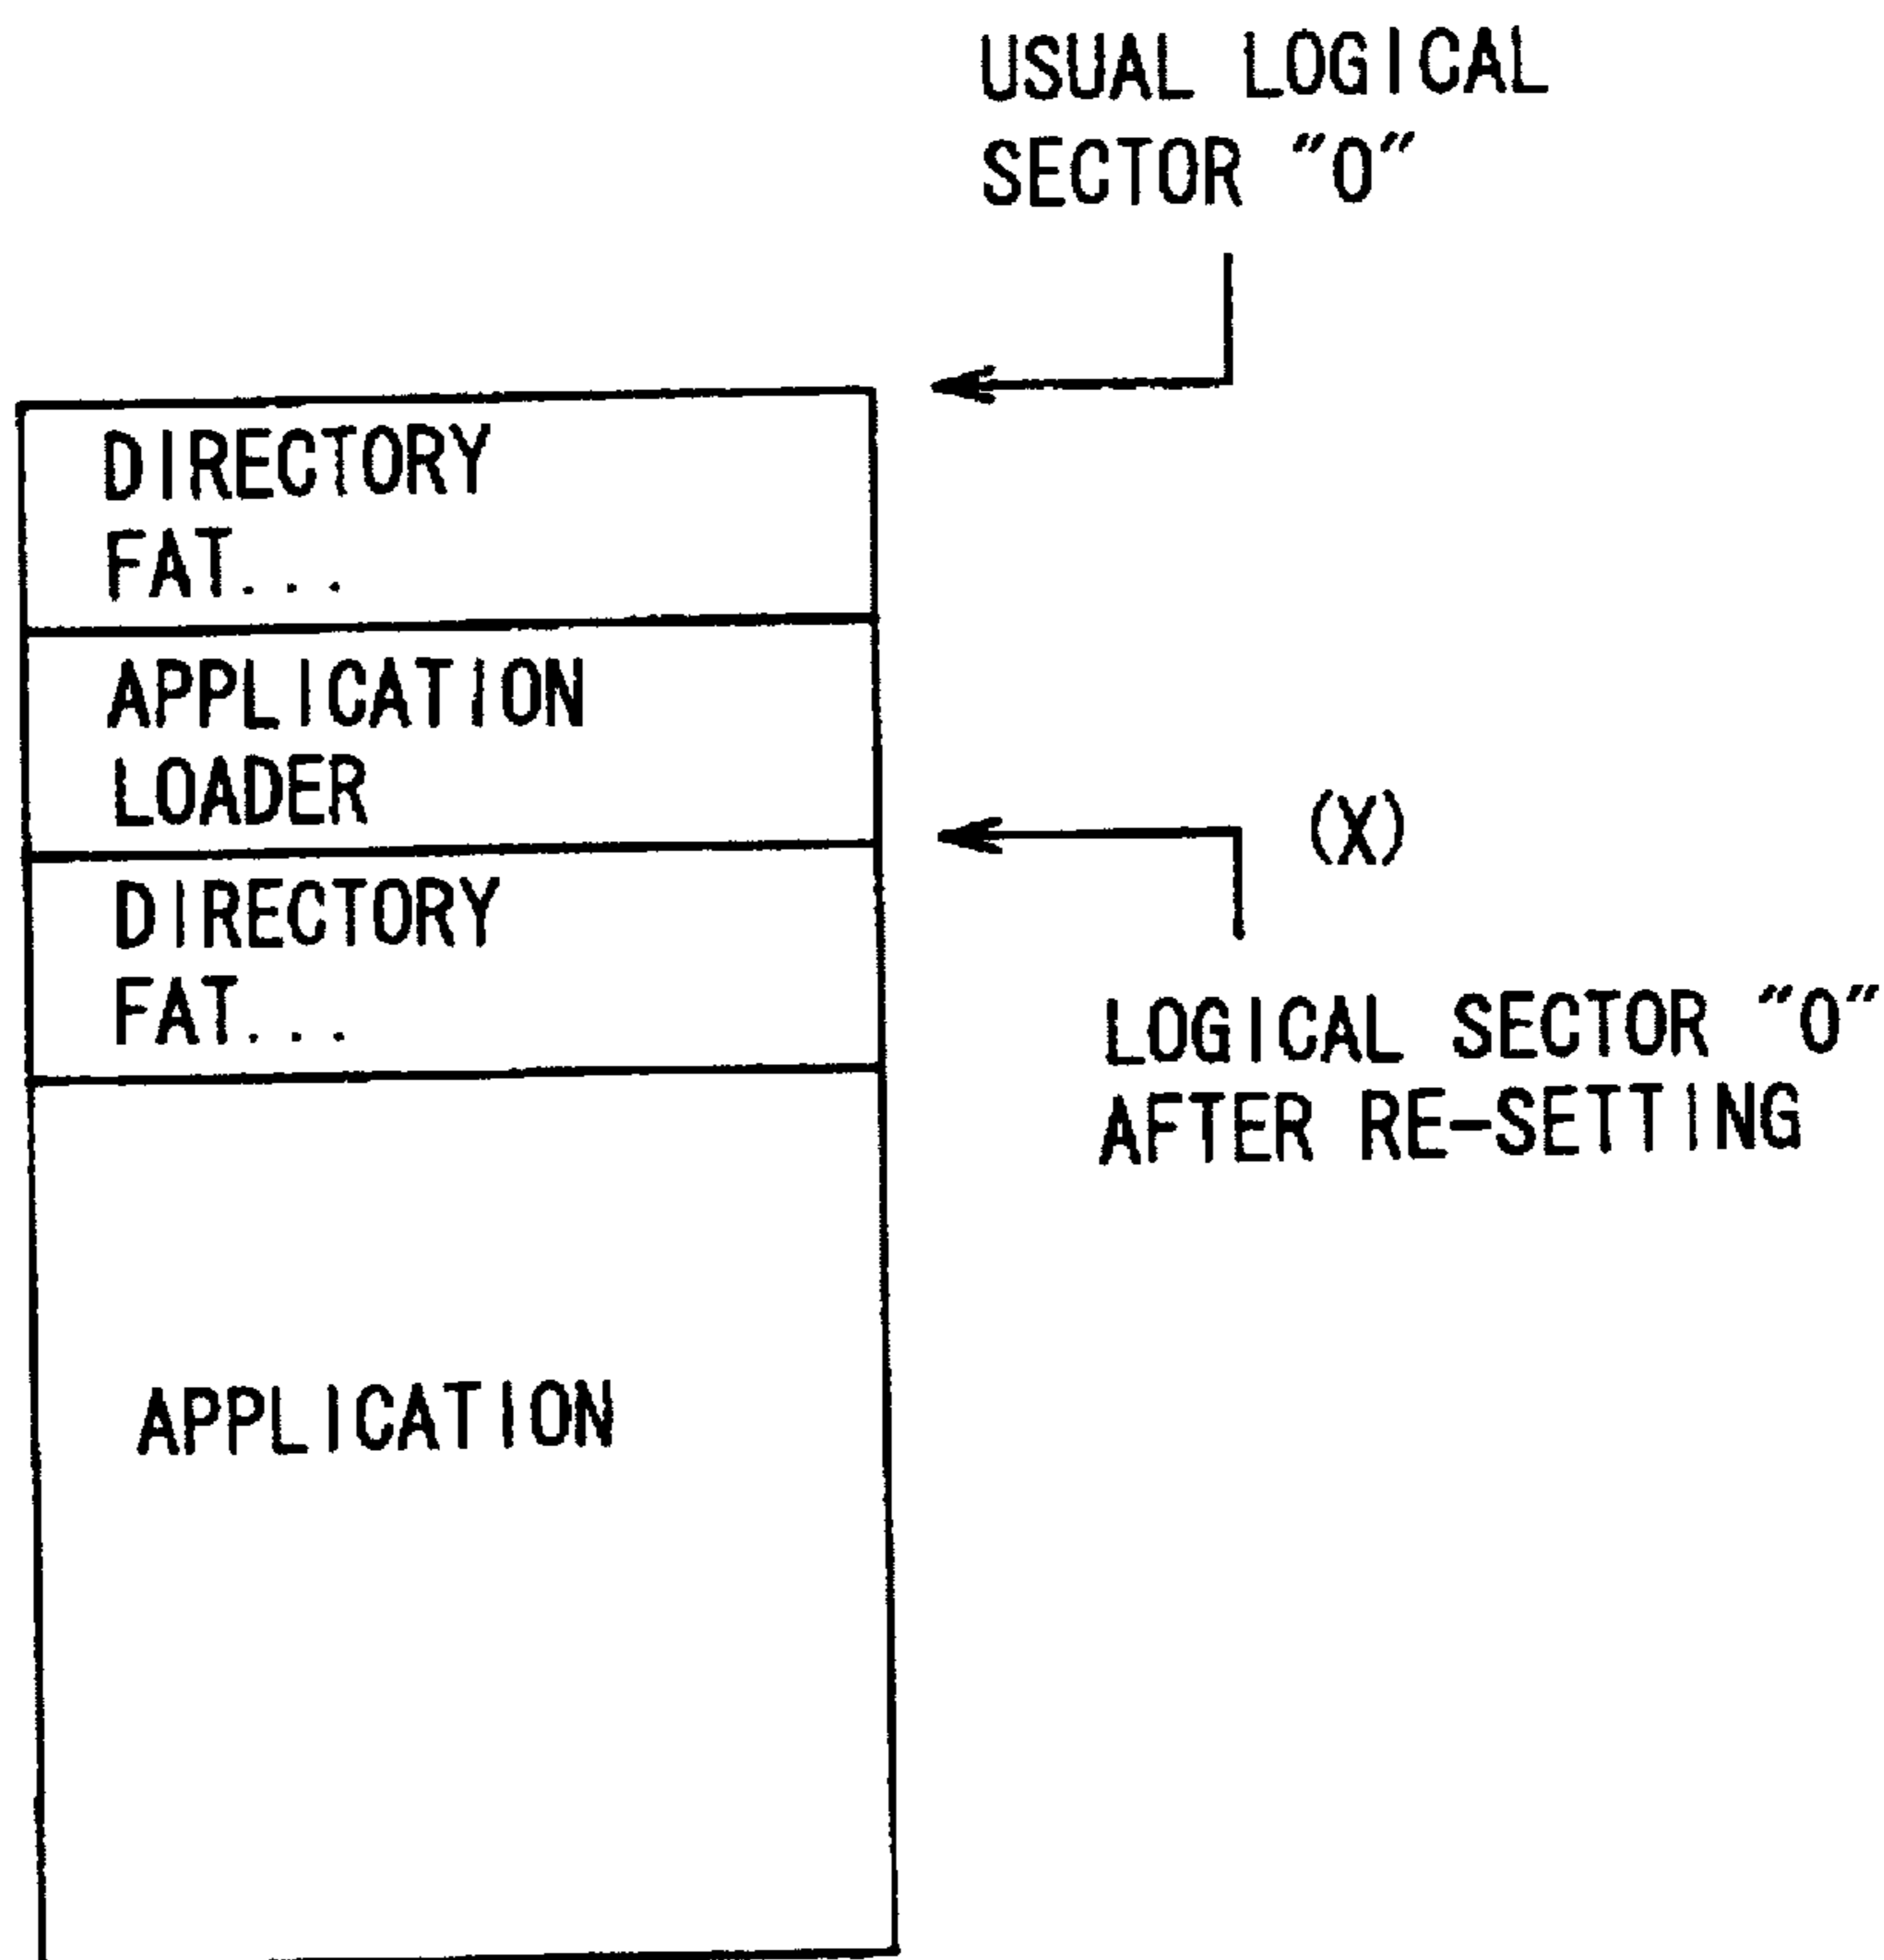 USUAL LOGICAL
SECTOR "0"
DIRECTORY
FAT...
APPLICATION
LOADER
(X)
DIRECTORY
FAT...
LOGICAL SECTOR "0"
AFTER RE-SETTING
APPLICATION